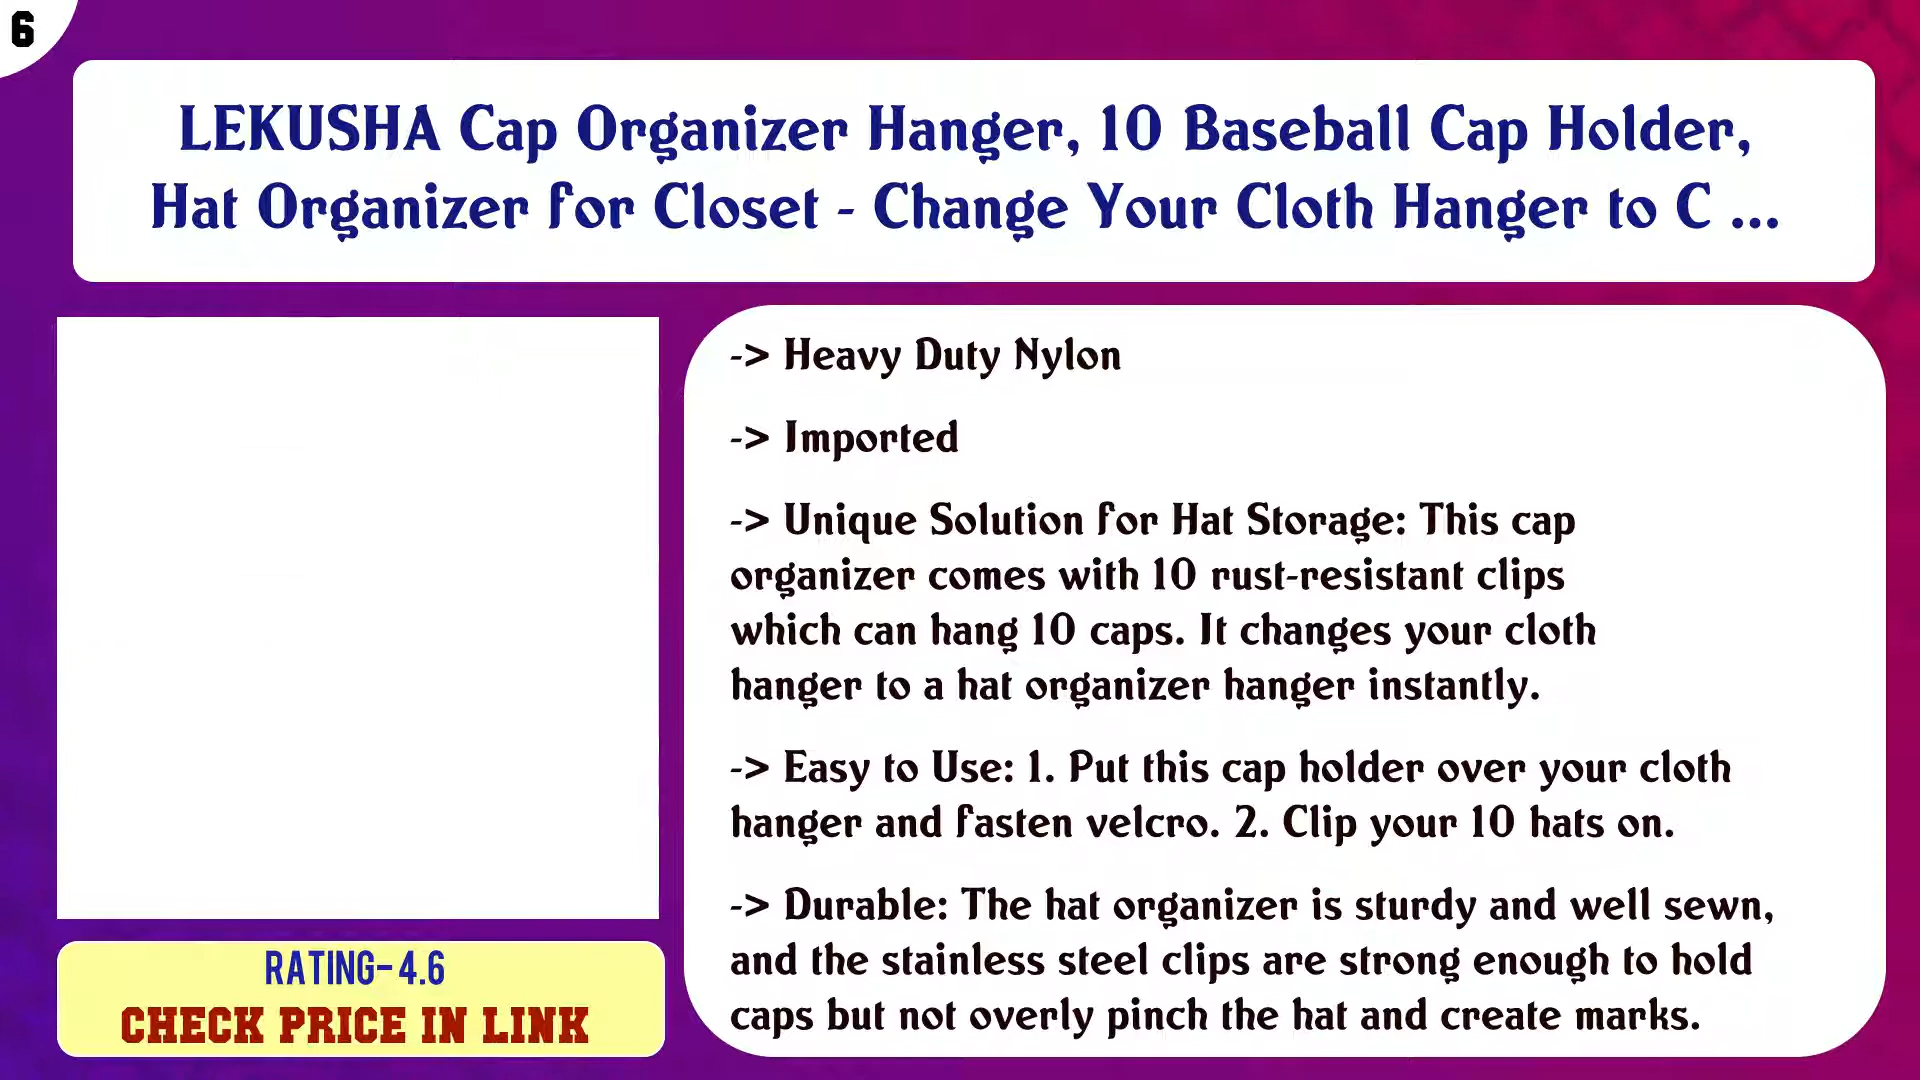 6
LEKUSHA Cap Organizer Hanger, 10 Baseball Cap Holder,
Hat Organizer for Closet - Change Your Cloth Hanger to C ...
-> Heavy Duty Nylon
-> Imported
-> Unique Solution for Hat Storage: This cap
organizer comes with 10 rust-resistant clips
which can hang 10 caps. It changes your cloth
hanger to a hat organizer hanger instantly.
-> Easy to Use: 1. Put this cap holder over your cloth
hanger and fasten velcro. 2. Clip your 10 hats on.
-> Durable: The hat organizer is sturdy and well sewn,
and the stainless steel clips are strong enough to hold
caps but not overly pinch the hat and create marks.
RATING- 4.6
CHECK PRICE IN LINK